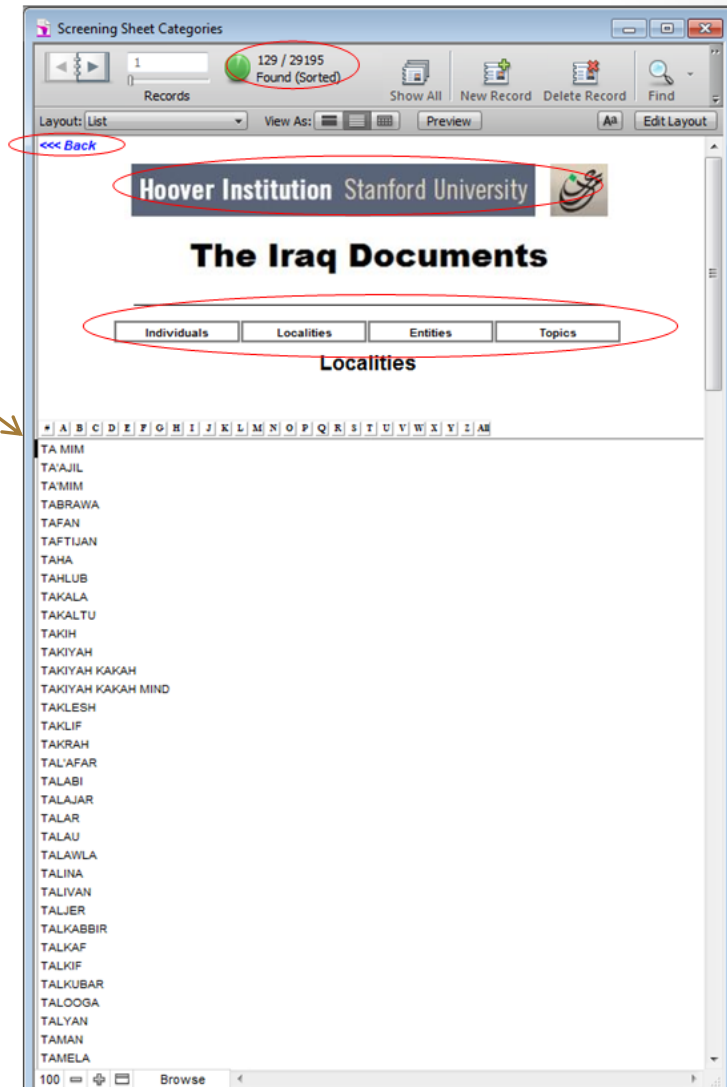 Screening Sheet Categories
1
129 / 29195
Found (Sorted)
Records
Show All
New Record
Delete Record
Find
Layout: List
View As:
Preview
Aa
Edit Layout
<<< Back
Hoover Institution Stanford University
The Iraq Documents
Individuals Localities Entities Topics
Localities
# A B C D E F G H I J K L M N O P Q R S T U V W X Y Z All
TA MIM
TA'AJIL
TA'MIM
TABRAWA
TAFAN
TAFTIJAN
TAHA
TAHLUB
TAKALA
TAKALTU
TAKIH
TAKIYAH
TAKIYAH KAKAH
TAKIYAH KAKAH MIND
TAKLESH
TAKLIF
TAKRAH
TAL'AFAR
TALABI
TALAJAR
TALAR
TALAU
TALAWLA
TALINA
TALIVAN
TALJER
TALKABBIR
TALKAF
TALKIF
TALKUBAR
TALOOGA
TALYAN
TAMAN
TAMELA
100 Browse